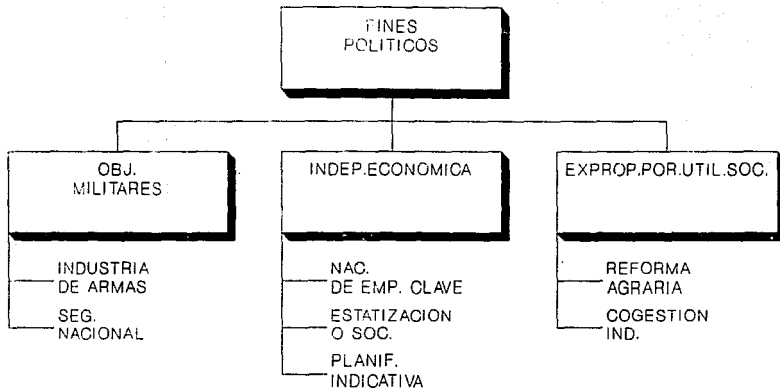 FINES
POLITICOS
OBJ.
MILITARES
INDEP.ECONOMICA
EXPROP.POR.UTIL.SOC.
INDUSTRIA
DE ARMAS
SEG.
NACIONAL
NAC.
DE EMP. CLAVE
ESTATIZACION
O SOC.
PLANIF.
INDICATIVA
REFORMA
AGRARIA
COGESTION
IND.